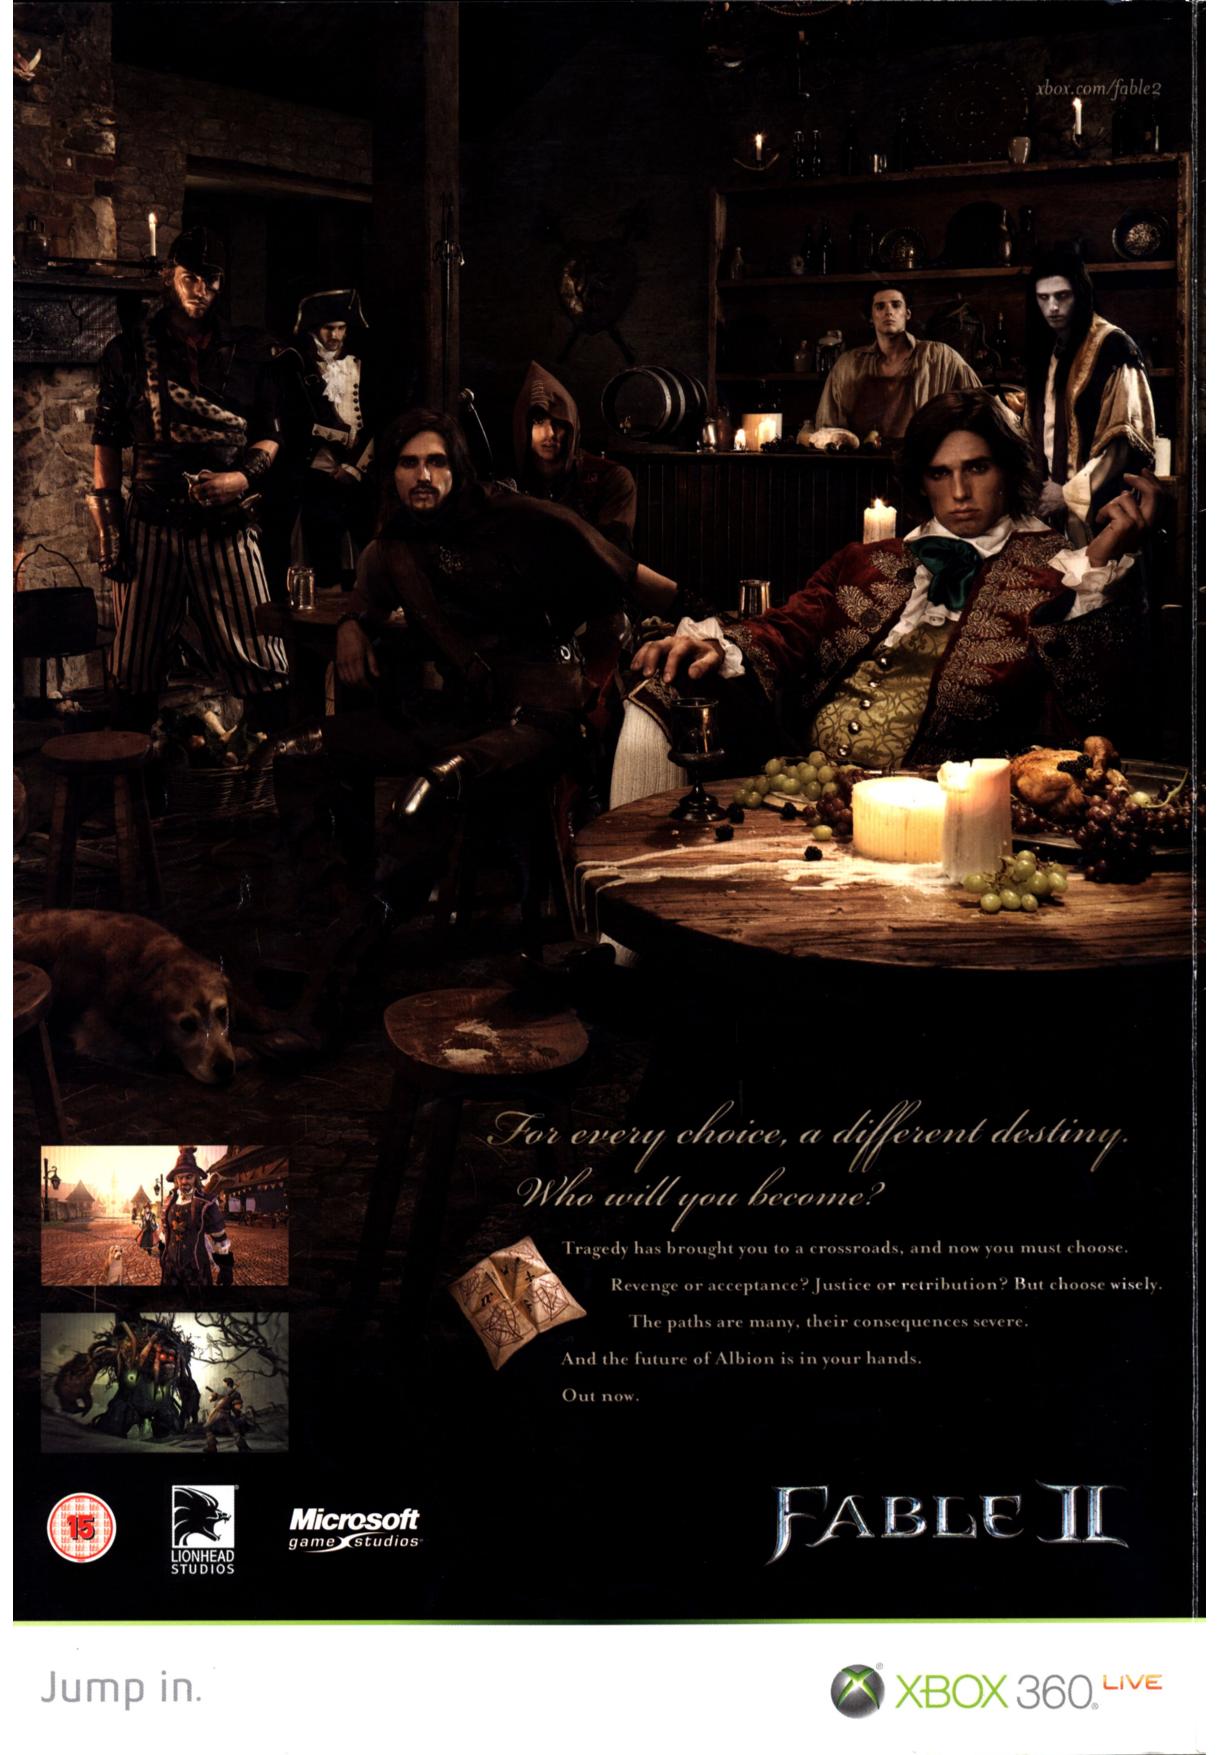 xbox.com/fable2
For every choice, a different destiny.
Who will you become?
Tragedy has brought you to a crossroads, and now you must choose.
Revenge or acceptance? Justice or retribution? But choose wisely.
The paths are many, their consequences severe.
And the future of Albion is in your hands.
Out now.
15
LIONHEAD
STUDIOS
Microsoft
game studios
FABLE II
Jump in.
XBOX 360 LIVE